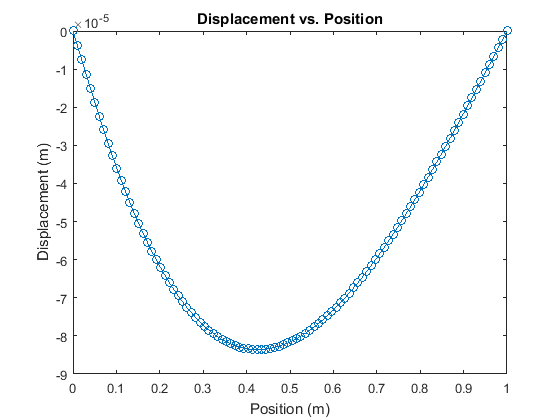 Displacement vs. Position
×10⁻⁵
0
-1
-2
-3
-4
-5
-6
-7
-8
-9
Displacement (m)
0 0.1 0.2 0.3 0.4 0.5 0.6 0.7 0.8 0.9 1
Position (m)